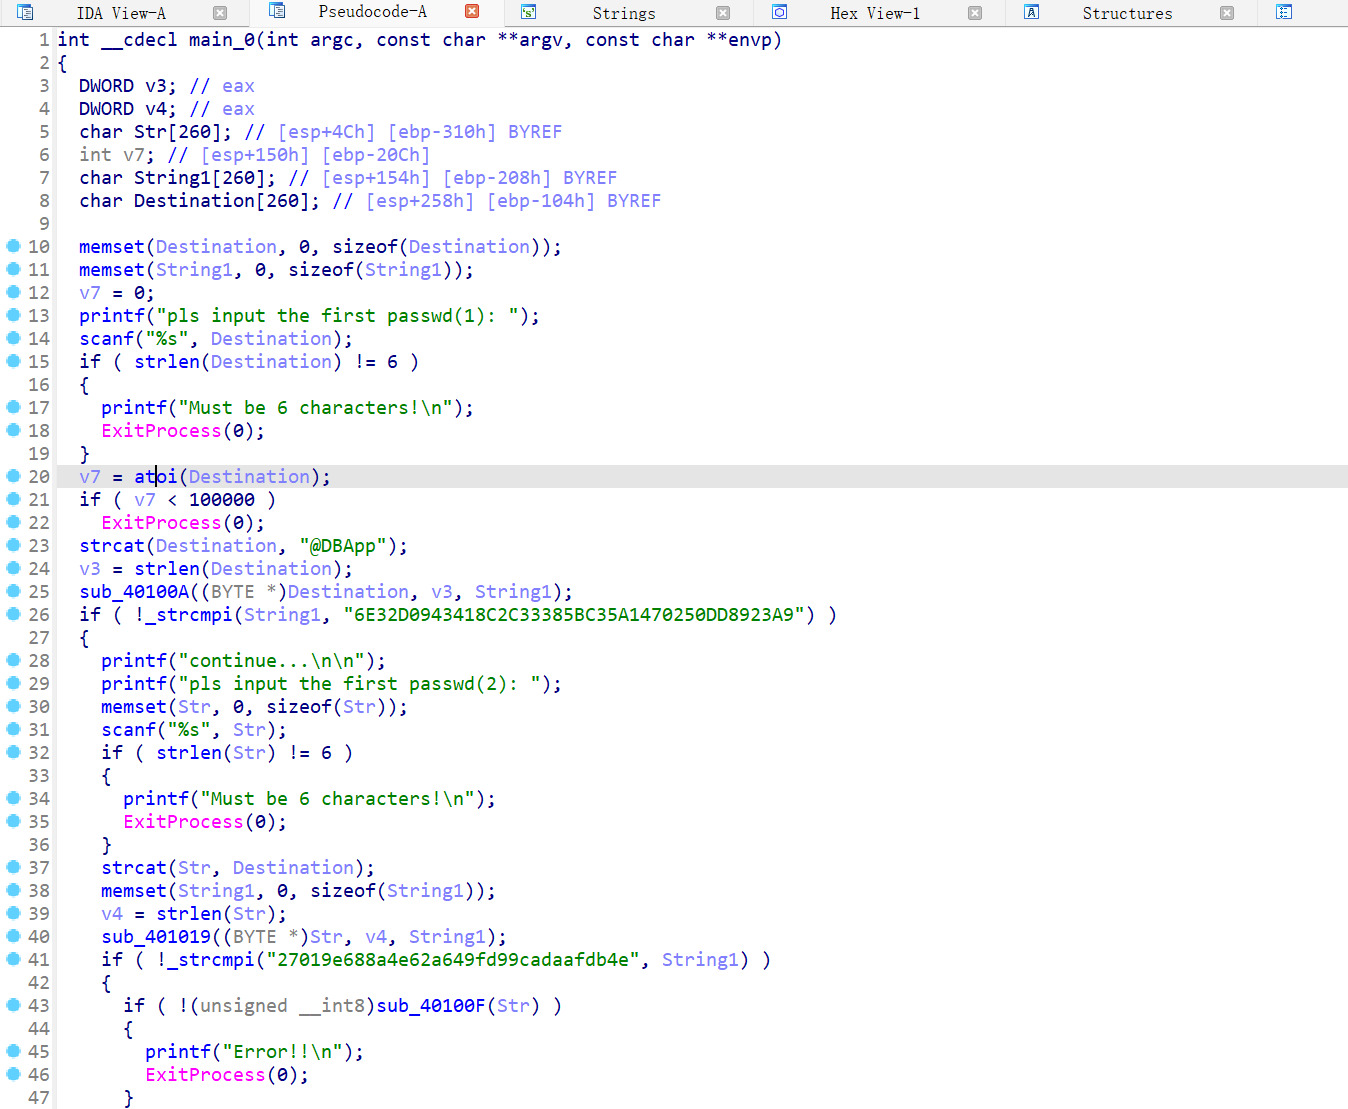 IDA View-A Pseudocode-A Strings Hex View-1 Structures
1 int __cdecl main_0(int argc, const char **argv, const char **envp)
2 {
3 DWORD v3; // eax
4 DWORD v4; // eax
5 char Str[260]; // [esp+4Ch] [ebp-310h] BYREF
6 int v7; // [esp+150h] [ebp-20Ch]
7 char String1[260]; // [esp+154h] [ebp-208h] BYREF
8 char Destination[260]; // [esp+258h] [ebp-104h] BYREF
9
10 memset(Destination, 0, sizeof(Destination));
11 memset(String1, 0, sizeof(String1));
12 v7 = 0;
13 printf("pls input the first passwd(1): ");
14 scanf("%s", Destination);
15 if ( strlen(Destination) != 6 )
16 {
17 printf("Must be 6 characters!\n");
18 ExitProcess(0);
19 }
20 v7 = atoi(Destination);
21 if ( v7 < 100000 )
22 ExitProcess(0);
23 strcat(Destination, "@DBApp");
24 v3 = strlen(Destination);
25 sub_40100A((BYTE *)Destination, v3, String1);
26 if ( !_strcmpi(String1, "6E32D0943418C2C33385BC35A1470250DD8923A9") )
27 {
28 printf("continue...\n\n");
29 printf("pls input the first passwd(2): ");
30 memset(Str, 0, sizeof(Str));
31 scanf("%s", Str);
32 if ( strlen(Str) != 6 )
33 {
34 printf("Must be 6 characters!\n");
35 ExitProcess(0);
36 }
37 strcat(Str, Destination);
38 memset(String1, 0, sizeof(String1));
39 v4 = strlen(Str);
40 sub_401019((BYTE *)Str, v4, String1);
41 if ( !_strcmpi("27019e688a4e62a649fd99cadaafdb4e", String1) )
42 {
43 if ( !(unsigned __int8)sub_40100F(Str) )
44 {
45 printf("Error!!\n");
46 ExitProcess(0);
47 }